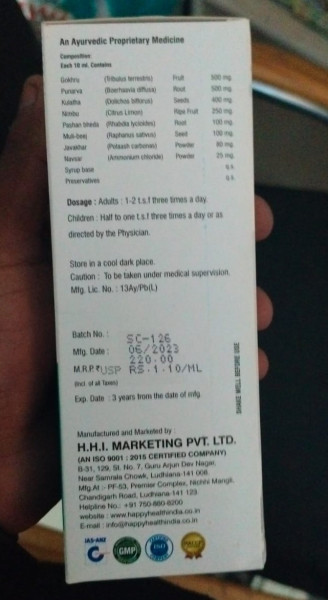 An Ayurvedic Proprietary Medicine
Composition
Each 10 ml. Contains
Gokhru (Tribulus terrestris) Fruit 500 mg.
Punarva (Boerhaavia diffusa) Root 500 mg.
Kulatha (Dolichos biflorus) Seeds 400 mg.
Nimbu (Citrus Limon) Ripe Fruit 250 mg.
Pashan bheda Root 100 mg.
Muli-beej (Raphanus sativus) Seed 100 mg.
Javakhar (Potassh carbonas) Powder 80 mg.
Navsar (Ammonium chloride) Powder 25 mg.
Syrup base q.s.
Preservatives q.s.
Dosage : Adults : 1-2 t.s.f three times a day.
Children : Half to one t.s.f three times a day or as
directed by the Physician.
Store in a cool dark place.
Caution : To be taken under medical supervision.
Mfg. Lic. No. : 13Ay/Pb(L)
Batch No. : SC-126
Mfg. Date : 06/2023
220.00
M.R.P.₹ USP RS.1.10/ML
(Incl. of all Taxes)
Exp. Date : 3 years from the date of mfg.
SHAKE WELL BEFORE USE
Manufactured and Marketed by :
H.H.I. MARKETING PVT. LTD.
(AN ISO 9001 : 2015 CERTIFIED COMPANY)
B-31, 129, St. No. 7, Guru Arjun Dev Nagar,
Near Samrala Chowk, Ludhiana-141 008
Mfg.At :- PF-53, Premier Complex, Nichhi Mangli,
Chandigarh Road, Ludhiana-141 123.
Helpline No.: +91 750-880-8200
website : www.happyhealthindia.co.in
E-mail : info@happyhealthindia.co.in
IAS-ANZ
GMP
ISO